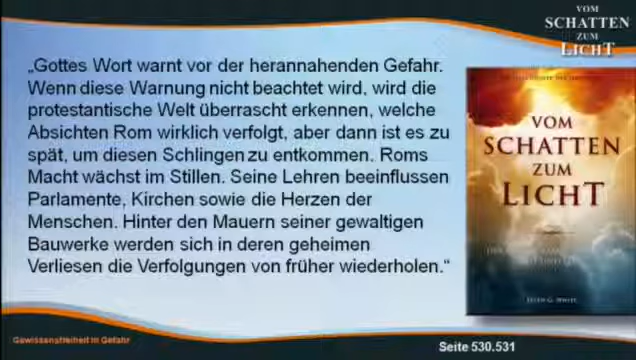 VOM
SCHATTEN
ZUM
LICHT
„Gottes Wort warnt vor der herannahenden Gefahr.
Wenn diese Warnung nicht beachtet wird, wird die
protestantische Welt überrascht erkennen, welche
Absichten Rom wirklich verfolgt, aber dann ist es zu
spät, um diesen Schlingen zu entkommen. Roms
Macht wächst im Stillen. Seine Lehren beeinflussen
Parlamente, Kirchen sowie die Herzen der
Menschen. Hinter den Mauern seiner gewaltigen
Bauwerke werden sich in deren geheimen
Verliesen die Verfolgungen von früher wiederholen.“
VOM
SCHATTEN
ZUM
LICHT
ELLEN G. WHITE
Gewissensfreiheit in Gefahr
Seite 530.531